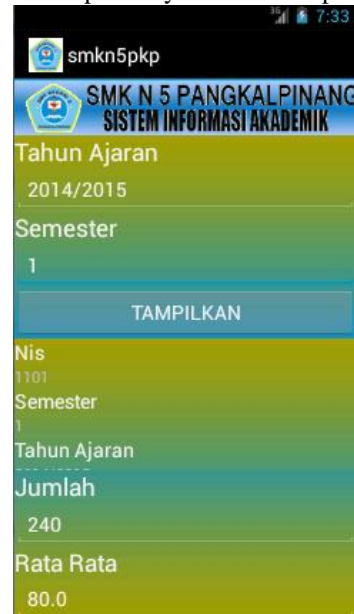 3G 7:33
smkn5pkp
SMK N 5 PANGKALPINANG
SISTEM INFORMASI AKADEMIK
Tahun Ajaran
2014/2015
Semester
1
TAMPILKAN
Nis
1101
Semester
1
Tahun Ajaran
Jumlah
240
Rata Rata
80.0